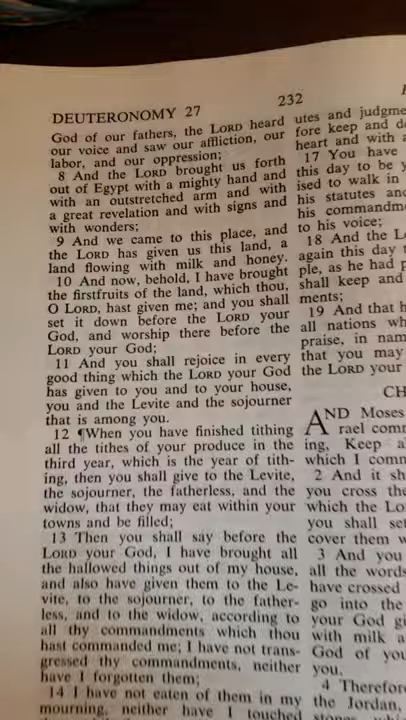 DEUTERONOMY 27
232
God of our fathers, the LORD heard
our voice and saw our affliction, our
labor, and our oppression;
8 And the LORD brought us forth
out of Egypt with a mighty hand and
with an outstretched arm and with
a great revelation and with signs and
with wonders;
9 And we came to this place, and
the LORD has given us this land, a
land flowing with milk and honey.
10 And now, behold, I have brought
the firstfruits of the land, which thou,
O LORD, hast given me; and you shall
set it down before the LORD your
God, and worship there before the
LORD your God;
11 And you shall rejoice in every
good thing which the LORD your God
has given to you and to your house,
you and the Levite and the sojourner
that is among you.
12 ¶When you have finished tithing
all the tithes of your produce in the
third year, which is the year of tith-
ing, then you shall give to the Levite,
the sojourner, the fatherless, and the
widow, that they may eat within your
towns and be filled;
13 Then you shall say before the
LORD your God, I have brought all
the hallowed things out of my house,
and also have given them to the Le-
vite, to the sojourner, to the father-
less, and to the widow, according to
all thy commandments which thou
hast commanded me; I have not trans-
gressed thy commandments, neither
have I forgotten them;
14 I have not eaten of them in my
mourning, neither have I touched
utes and judgme
fore keep and d
heart and with a
17 You have
this day to be y
ised to walk in
his statutes and
his commandm
to his voice;
18 And the L
again this day t
ple, as he had p
shall keep and
ments;
19 And that h
all nations wh
praise, in nam
that you may
the LORD your
CH
AND Moses
rael comm
ing, Keep a
which I comm
2 And it sh
you cross the
which the Lo
you shall set
cover them w
3 And you
all the words
have crossed
go into the
your God gi
with milk a
God of you
you.
4 Therefor
the Jordan,